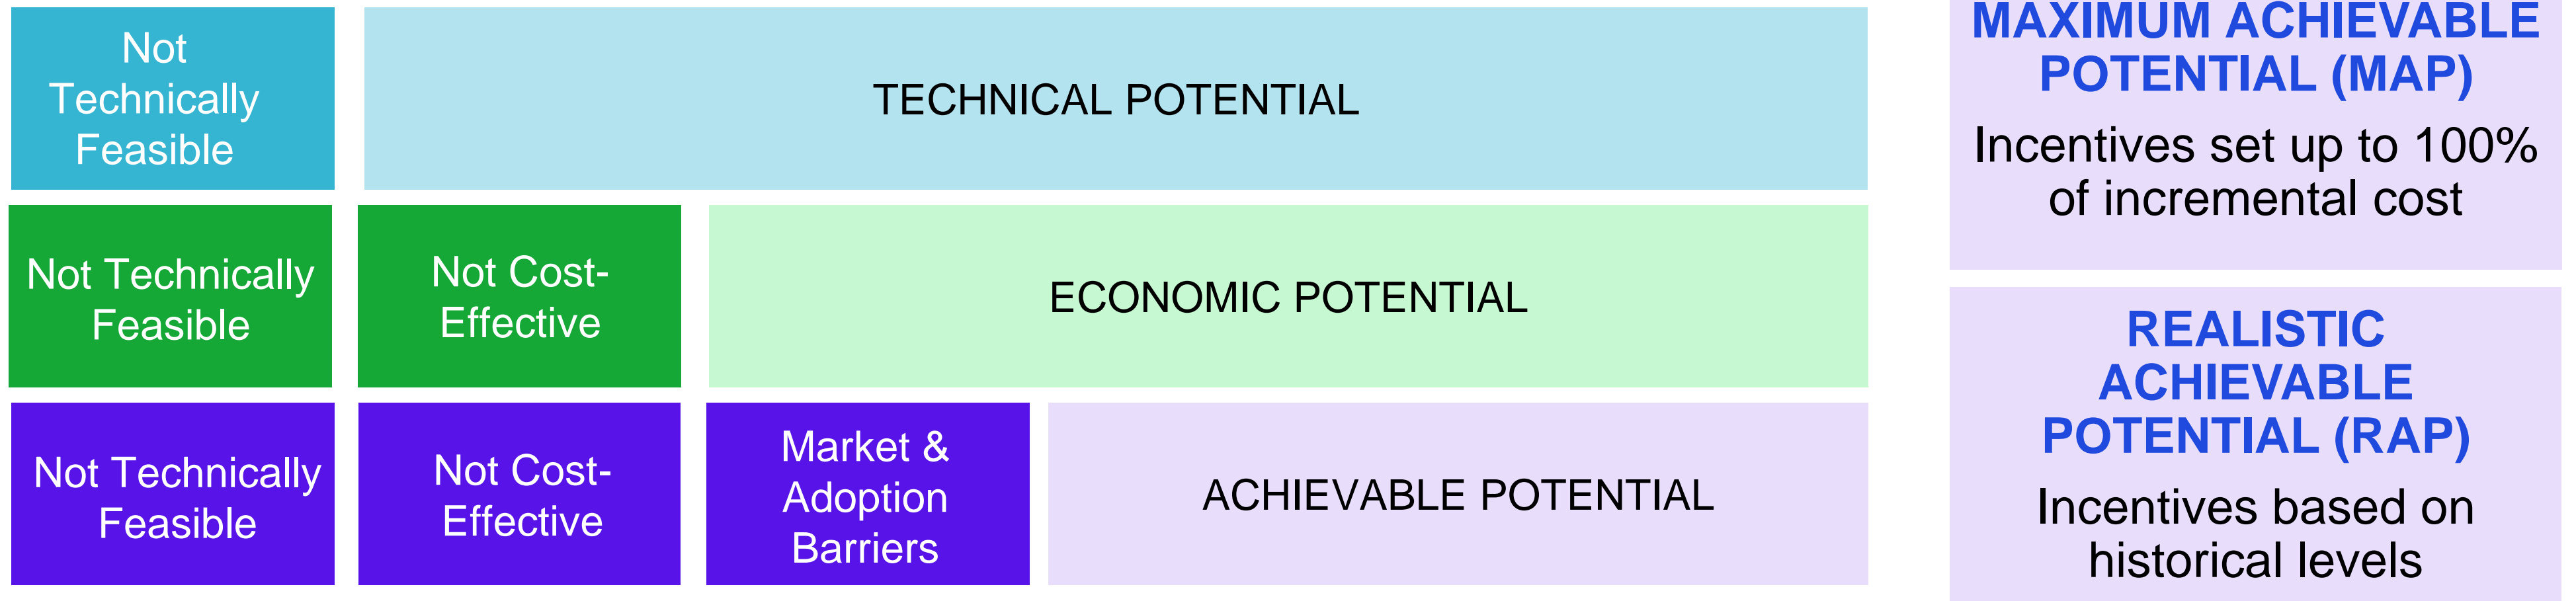 Not
Technically
Feasible
TECHNICAL POTENTIAL
Not Technically
Feasible
Not Cost-
Effective
ECONOMIC POTENTIAL
Not Technically
Feasible
Not Cost-
Effective
Market &
Adoption
Barriers
ACHIEVABLE POTENTIAL
MAXIMUM ACHIEVABLE
POTENTIAL (MAP)
Incentives set up to 100%
of incremental cost
REALISTIC
ACHIEVABLE
POTENTIAL (RAP)
Incentives based on
historical levels